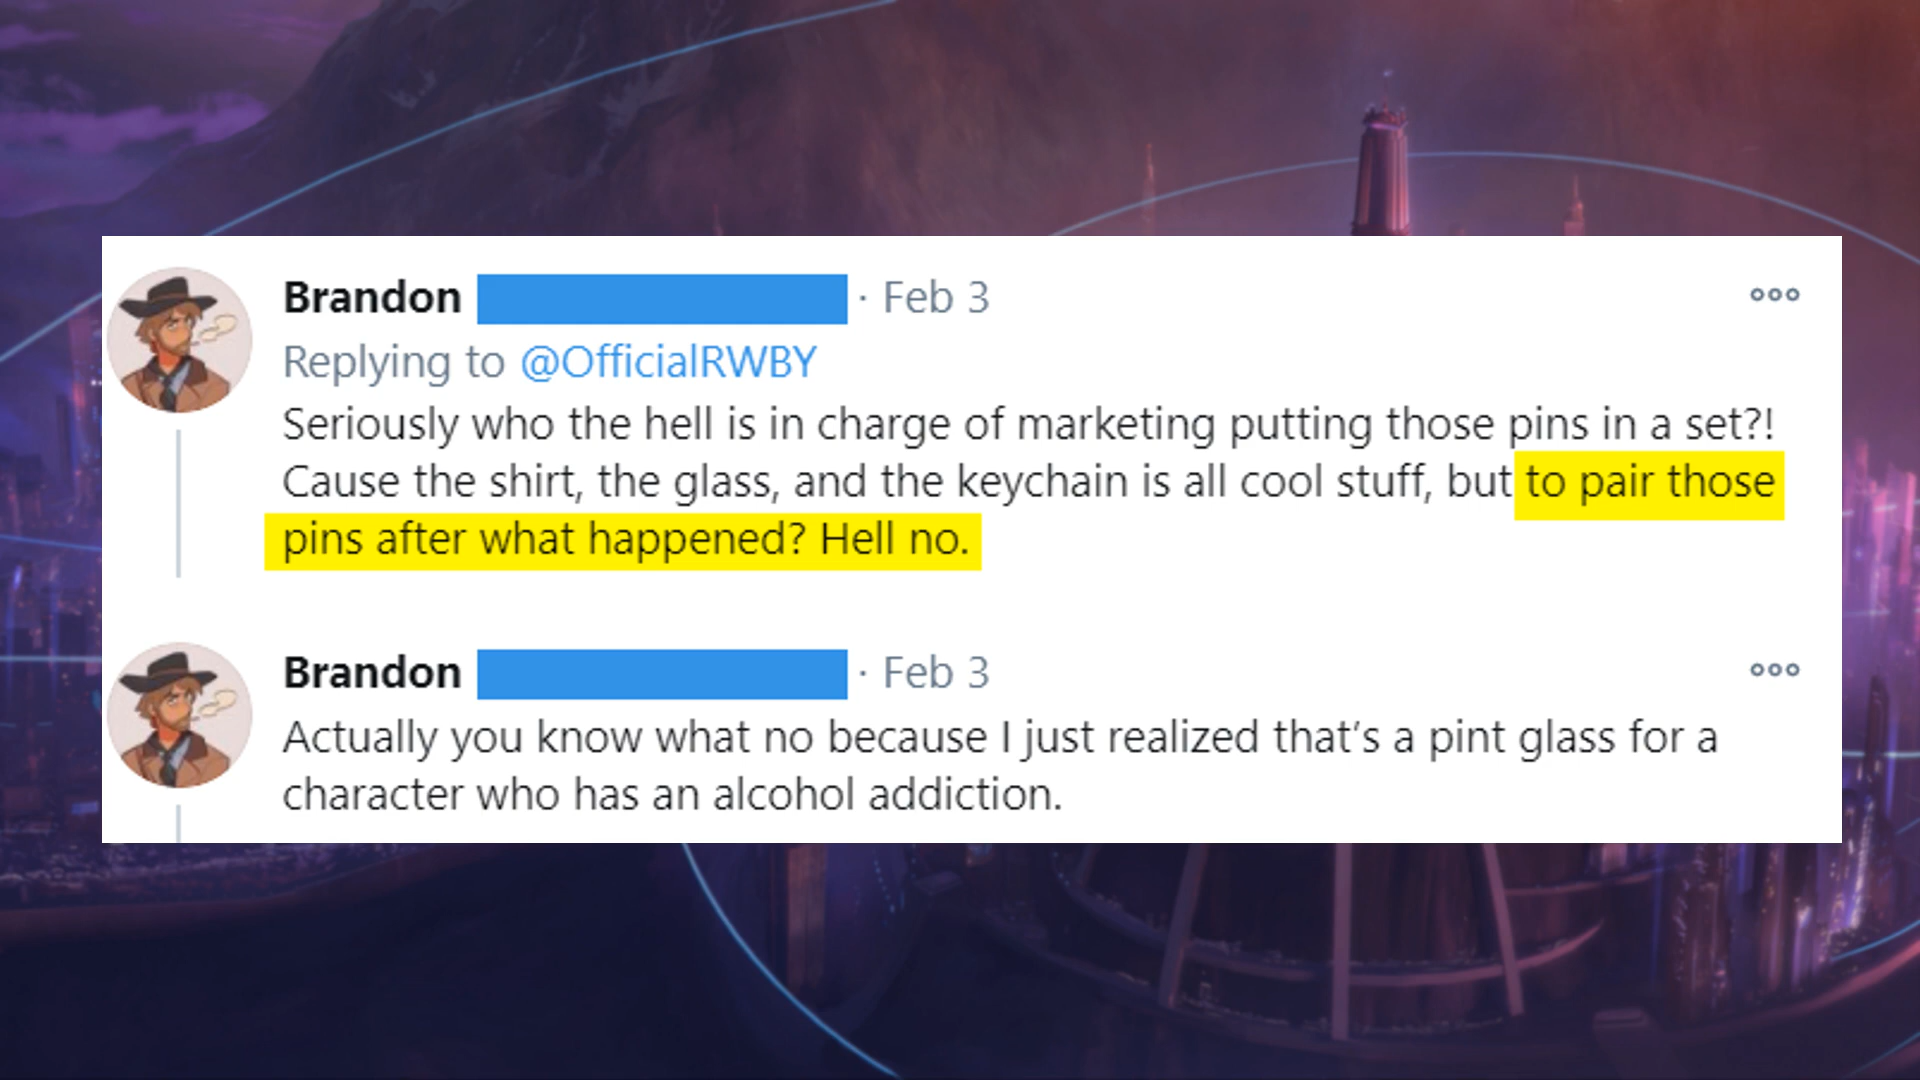 Brandon · Feb 3
Replying to @OfficialRWBY
Seriously who the hell is in charge of marketing putting those pins in a set?!
Cause the shirt, the glass, and the keychain is all cool stuff, but to pair those
pins after what happened? Hell no.
Brandon · Feb 3
Actually you know what no because I just realized that’s a pint glass for a
character who has an alcohol addiction.